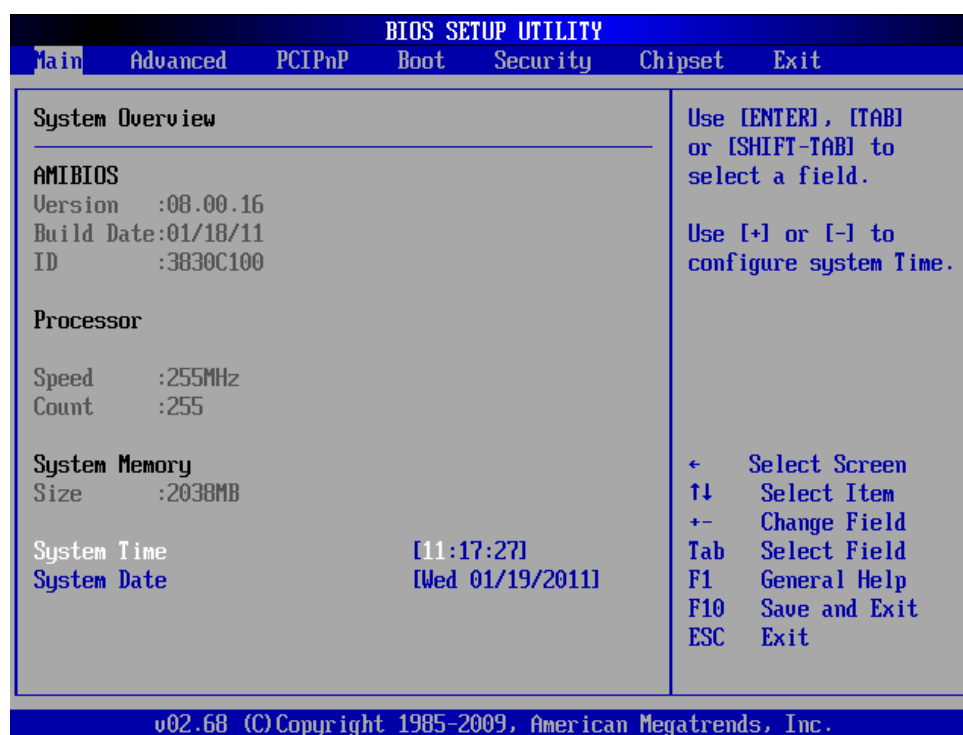 BIOS SETUP UTILITY
Main Advanced PCIPnP Boot Security Chipset Exit
System Overview
AMIBIOS
Version :08.00.16
Build Date:01/18/11
ID :3830C100
Processor
Speed :255MHz
Count :255
System Memory
Size :2038MB
System Time [11:17:27]
System Date [Wed 01/19/2011]
Use [ENTER], [TAB]
or [SHIFT-TAB] to
select a field.
Use [+] or [-] to
configure system Time.
← Select Screen
↑↓ Select Item
+- Change Field
Tab Select Field
F1 General Help
F10 Save and Exit
ESC Exit
v02.68 (C)Copyright 1985-2009, American Megatrends, Inc.